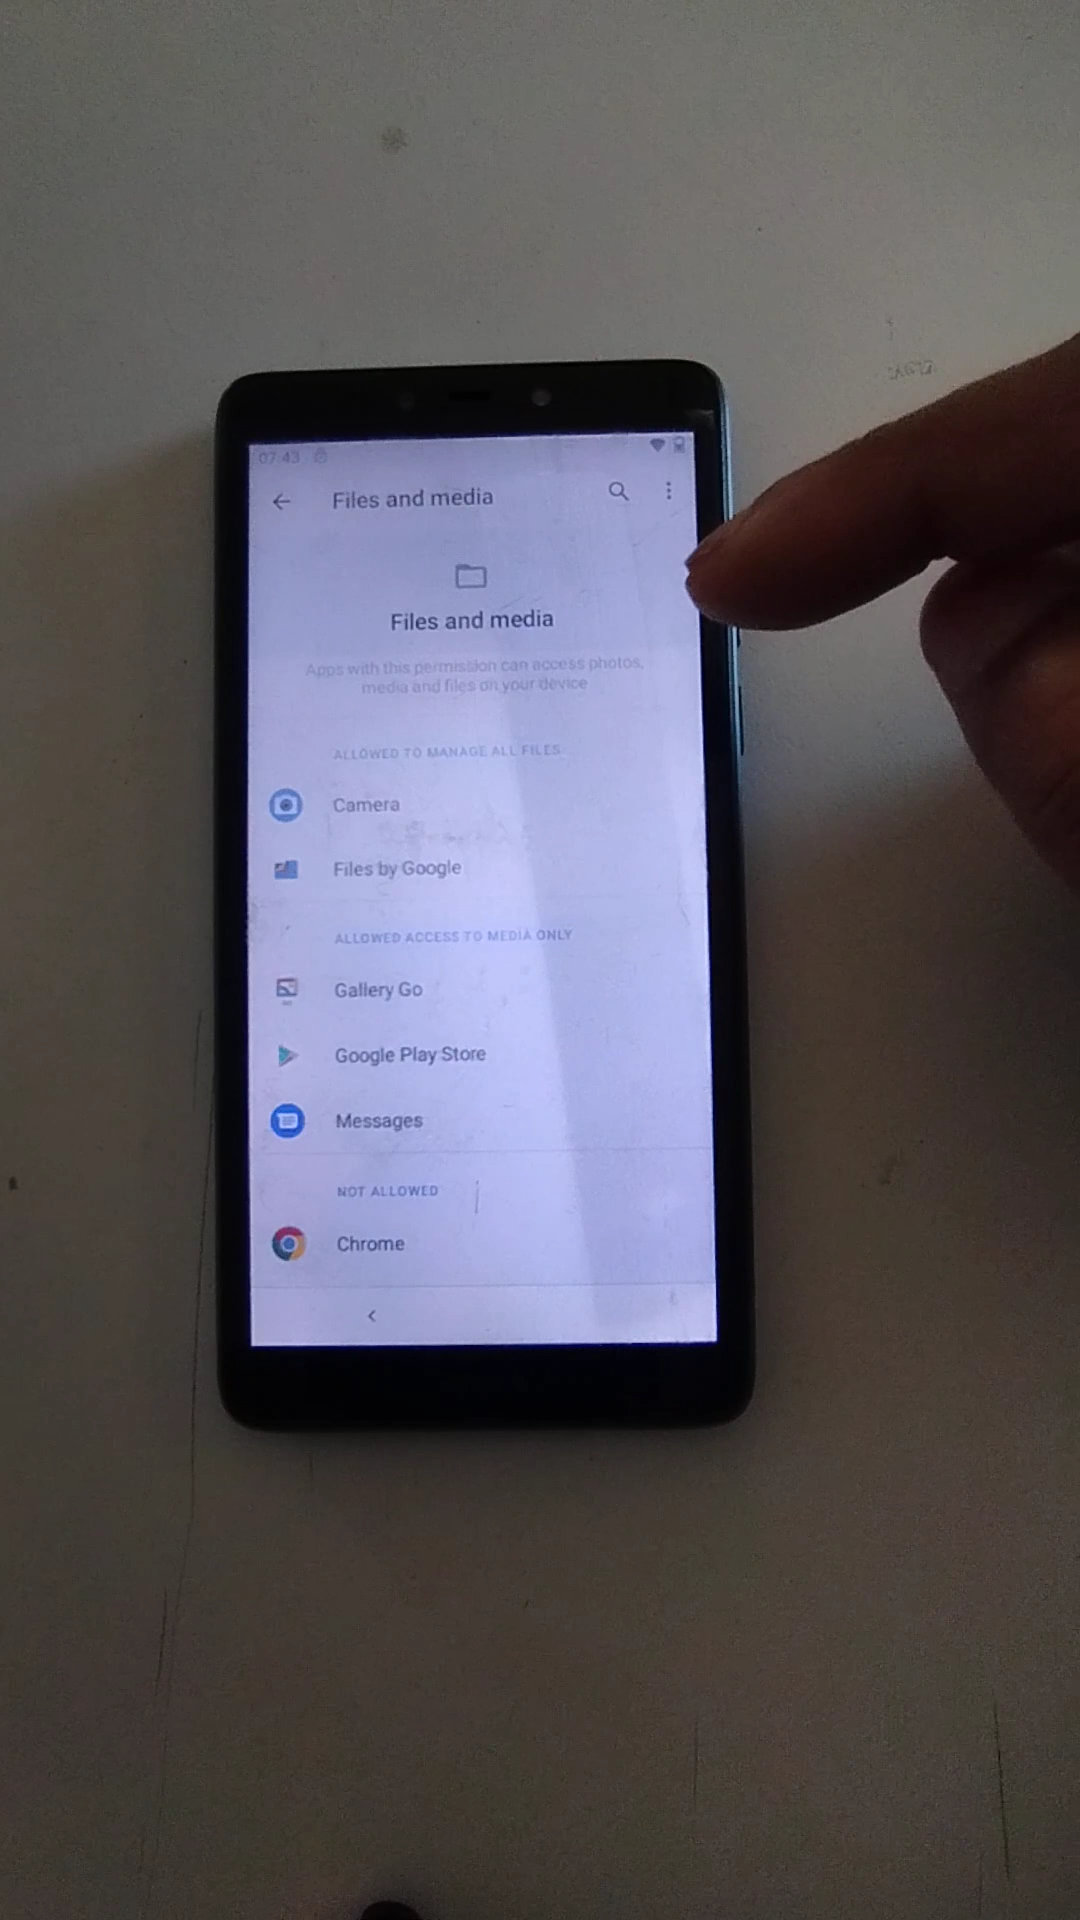 07:43
Files and media
Files and media
Apps with this permission can access photos,
media and files on your device
ALLOWED TO MANAGE ALL FILES
Camera
Files by Google
ALLOWED ACCESS TO MEDIA ONLY
Gallery Go
Google Play Store
Messages
NOT ALLOWED
Chrome